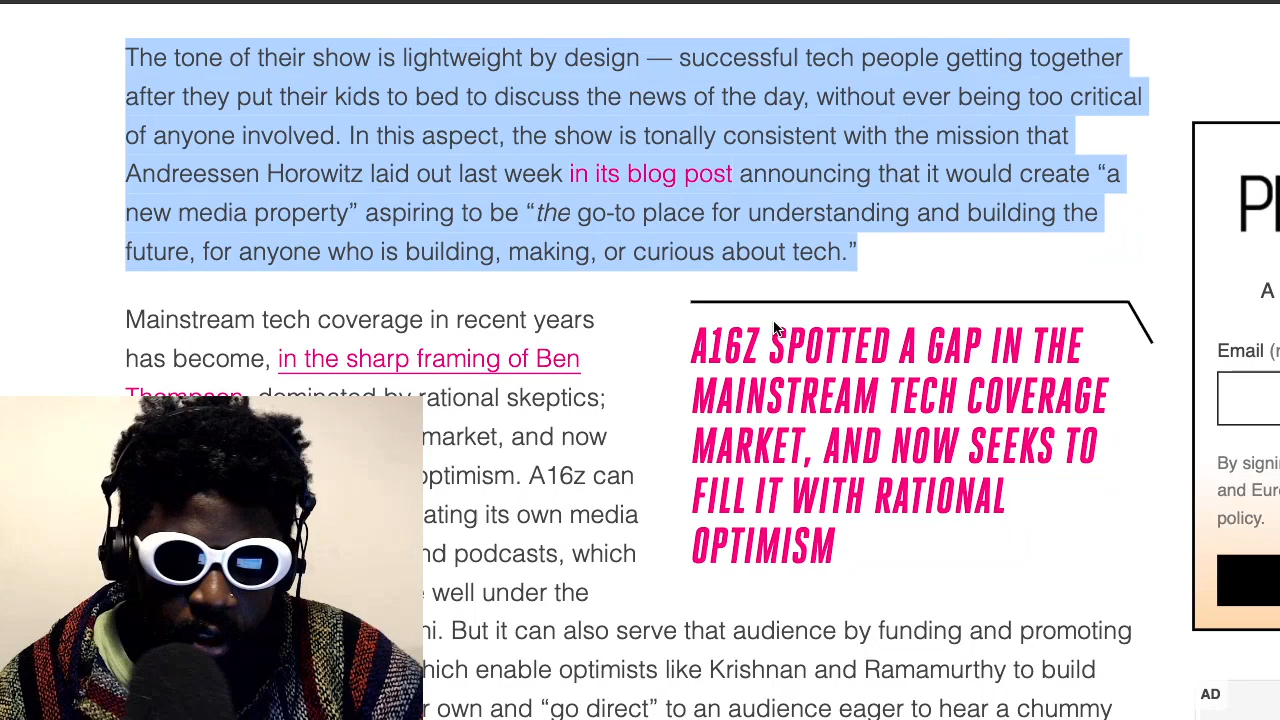 The tone of their show is lightweight by design — successful tech people getting together
after they put their kids to bed to discuss the news of the day, without ever being too critical
of anyone involved. In this aspect, the show is tonally consistent with the mission that
Andreessen Horowitz laid out last week in its blog post announcing that it would create “a
new media property” aspiring to be “the go-to place for understanding and building the
future, for anyone who is building, making, or curious about tech.”
Mainstream tech coverage in recent years
has become, in the sharp framing of Ben
Thompson, dominated by rational skeptics;
market, and now
optimism. A16z can
its own media
podcasts, which
well under the
But it can also serve that audience by funding and promoting
which enable optimists like Krishnan and Ramamurthy to build
own and “go direct” to an audience eager to hear a chummy
A16Z SPOTTED A GAP IN THE
MAINSTREAM TECH COVERAGE
MARKET, AND NOW SEEKS TO
FILL IT WITH RATIONAL
OPTIMISM
A
Email
By
and
policy.
AD